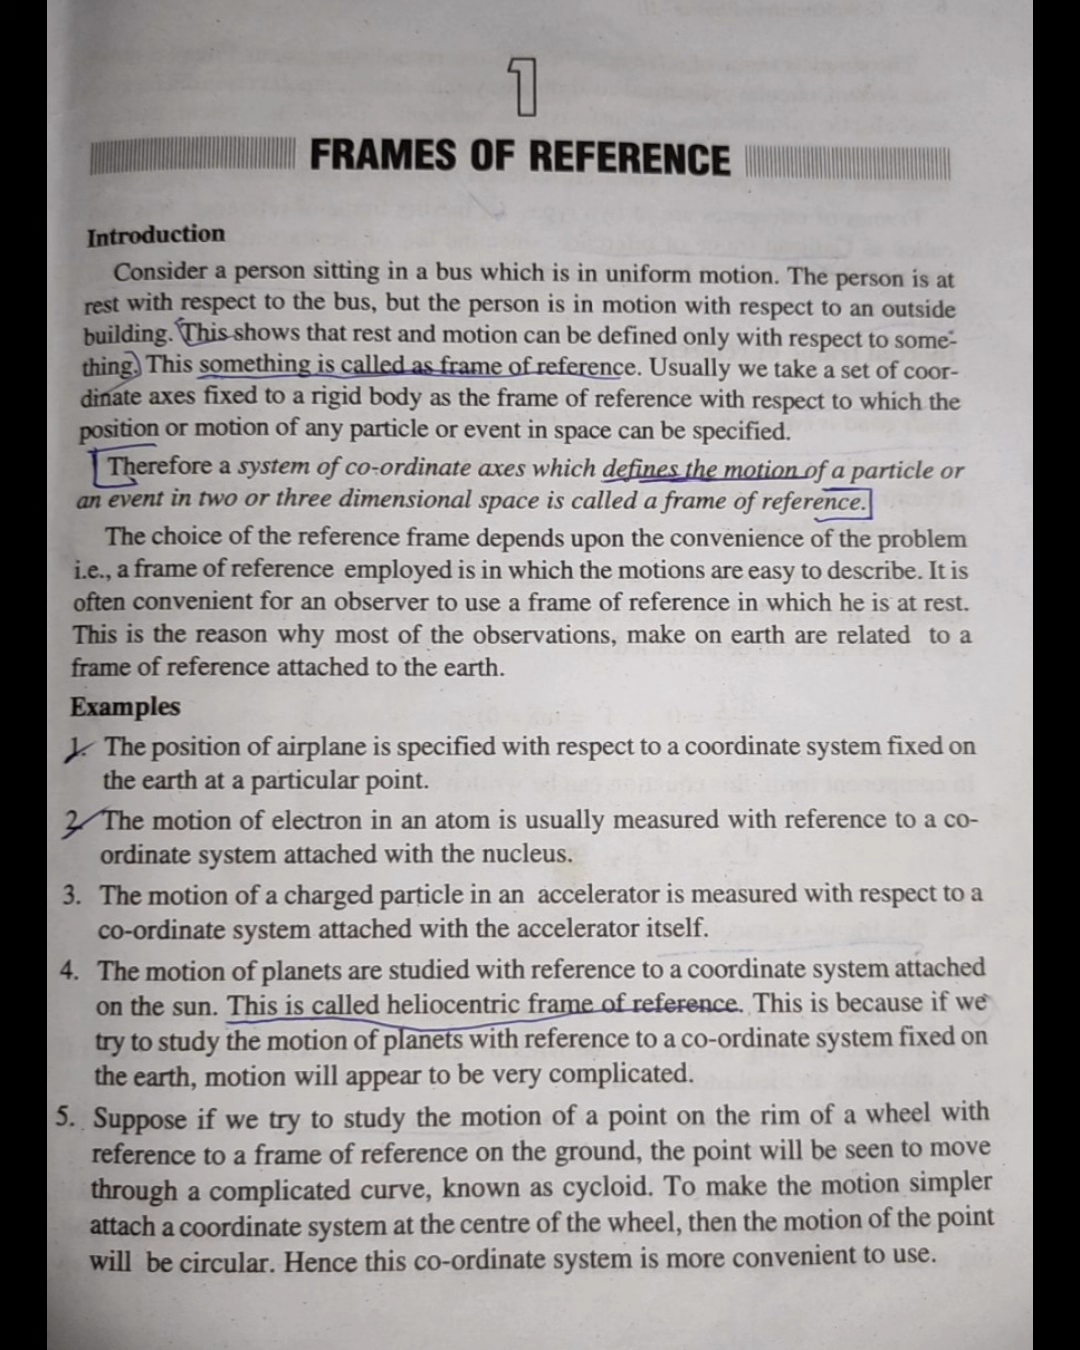 1
FRAMES OF REFERENCE
Introduction
Consider a person sitting in a bus which is in uniform motion. The person is at
rest with respect to the bus, but the person is in motion with respect to an outside
building. This shows that rest and motion can be defined only with respect to some-
thing. This something is called as frame of reference. Usually we take a set of coor-
dinate axes fixed to a rigid body as the frame of reference with respect to which the
position or motion of any particle or event in space can be specified.
Therefore a system of co-ordinate axes which defines the motion of a particle or
an event in two or three dimensional space is called a frame of reference.
The choice of the reference frame depends upon the convenience of the problem
i.e., a frame of reference employed is in which the motions are easy to describe. It is
often convenient for an observer to use a frame of reference in which he is at rest.
This is the reason why most of the observations, make on earth are related to a
frame of reference attached to the earth.
Examples
1. The position of airplane is specified with respect to a coordinate system fixed on
the earth at a particular point.
2. The motion of electron in an atom is usually measured with reference to a co-
ordinate system attached with the nucleus.
3. The motion of a charged particle in an accelerator is measured with respect to a
co-ordinate system attached with the accelerator itself.
4. The motion of planets are studied with reference to a coordinate system attached
on the sun. This is called heliocentric frame of reference. This is because if we
try to study the motion of planets with reference to a co-ordinate system fixed on
the earth, motion will appear to be very complicated.
5. Suppose if we try to study the motion of a point on the rim of a wheel with
reference to a frame of reference on the ground, the point will be seen to move
through a complicated curve, known as cycloid. To make the motion simpler
attach a coordinate system at the centre of the wheel, then the motion of the point
will be circular. Hence this co-ordinate system is more convenient to use.